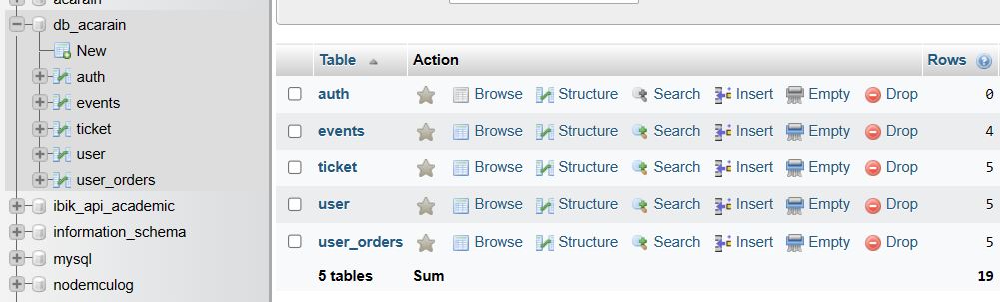 acarain
db_acarain
New
auth
events
ticket
user
user_orders
ibik_api_academic
information_schema
mysql
nodemculog
Table Action Rows
auth Browse Structure Search Insert Empty Drop 0
events Browse Structure Search Insert Empty Drop 4
ticket Browse Structure Search Insert Empty Drop 5
user Browse Structure Search Insert Empty Drop 5
user_orders Browse Structure Search Insert Empty Drop 5
5 tables Sum 19